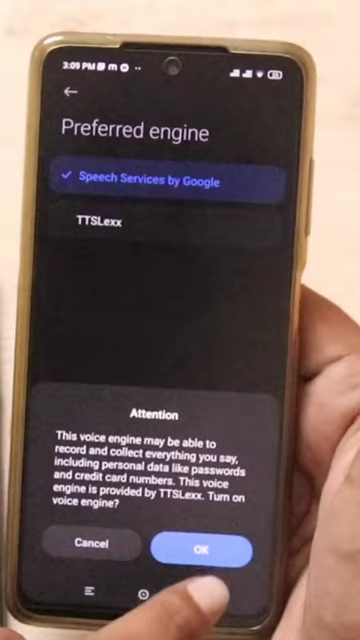 3:09 PM
Preferred engine
Speech Services by Google
TTSLexx
Attention
This voice engine may be able to
record and collect everything you say,
including personal data like passwords
and credit card numbers. This voice
engine is provided by TTSLexx. Turn on
voice engine?
Cancel
OK